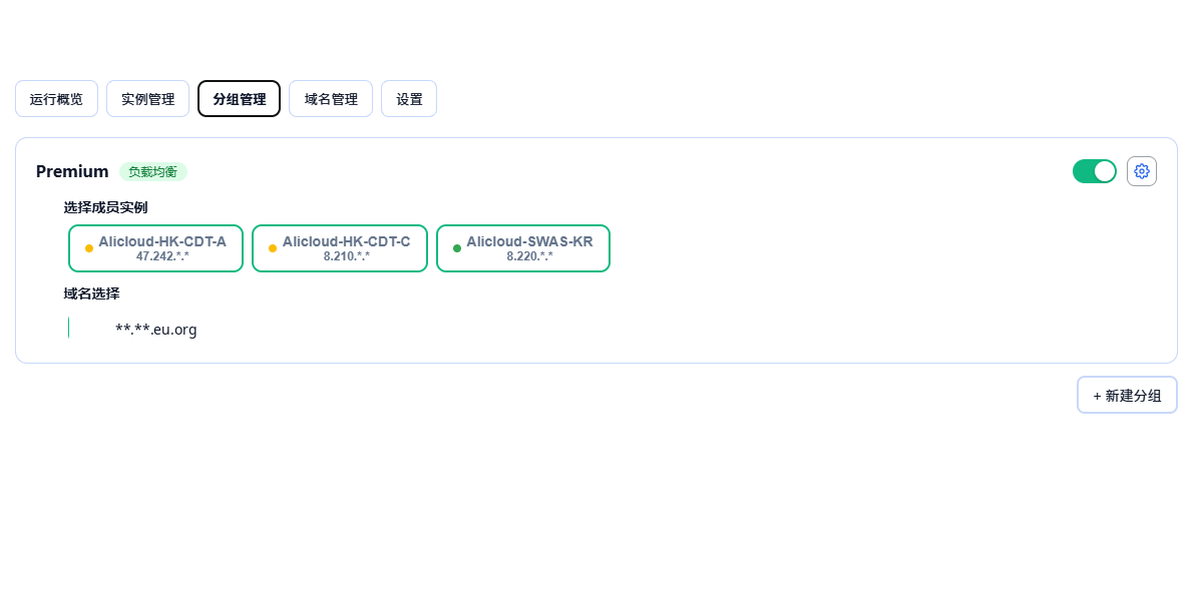 运行概览 实例管理 分组管理 域名管理 设置
Premium 负载均衡
选择成员实例
Alicloud-HK-CDT-A
47.242.*.*
Alicloud-HK-CDT-C
8.210.*.*
Alicloud-SWAS-KR
8.220.*.*
域名选择
**.**.eu.org
+ 新建分组